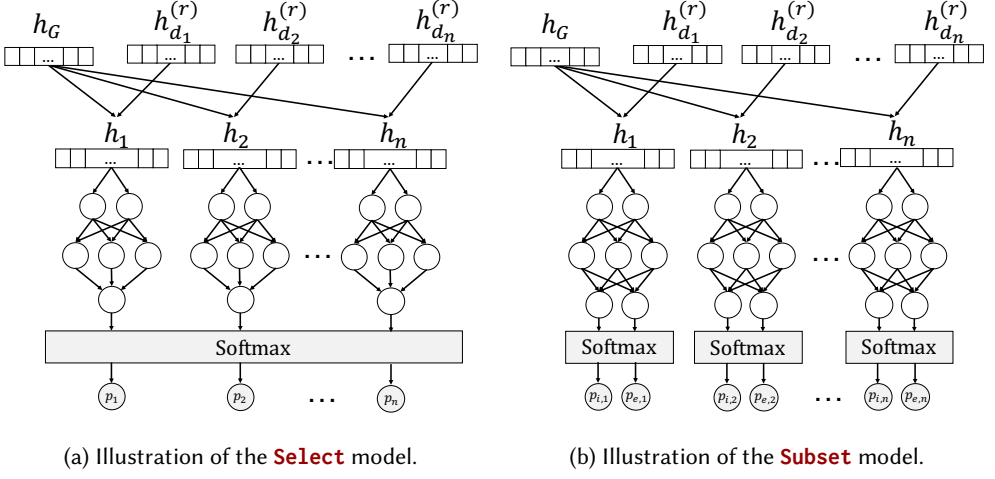 h_G h_{d_1}^{(r)} h_{d_2}^{(r)} ... h_{d_n}^{(r)} h_G h_{d_1}^{(r)} h_{d_2}^{(r)} ... h_{d_n}^{(r)}
... ... ... ... ... ... ... ...
h_1 h_2 h_n h_1 h_2 h_n
... ... ... ... ... ... ... ...
... ...
Softmax Softmax Softmax Softmax
p_1 p_2 ... p_n p_{i,1} p_{e,1} p_{i,2} p_{e,2} ... p_{i,n} p_{e,n}
(a) Illustration of the Select model. (b) Illustration of the Subset model.